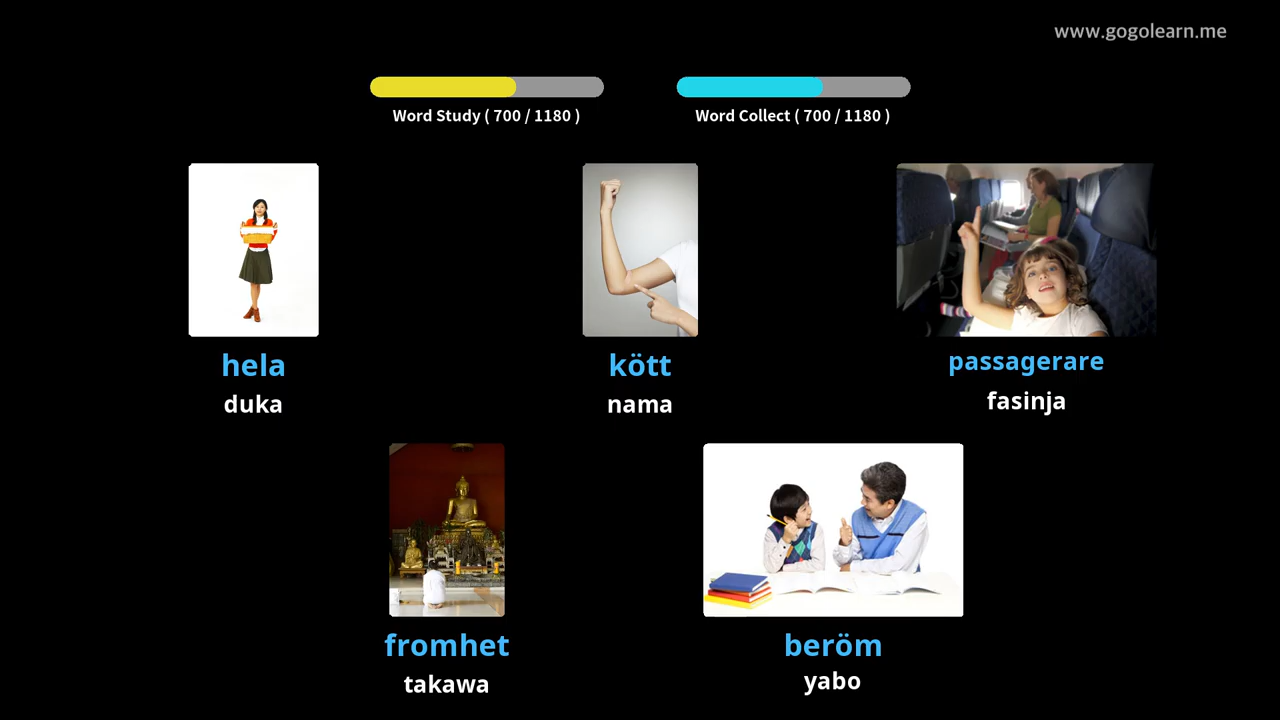 www.gogolearn.me
Word Study ( 700 / 1180 )
Word Collect ( 700 / 1180 )
hela
duka
kött
nama
passagerare
fasinja
fromhet
takawa
beröm
yabo